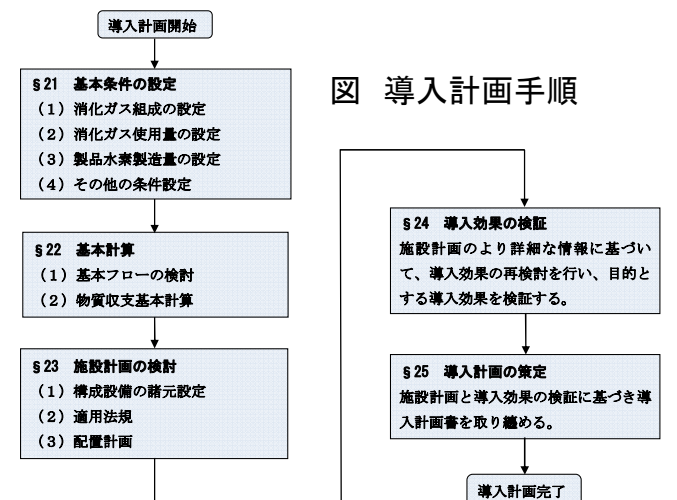 導入計画開始
§21 基本条件の設定
(1)消化ガス組成の設定
(2)消化ガス使用量の設定
(3)製品水素製造量の設定
(4)その他の条件設定
§22 基本計算
(1)基本フローの検討
(2)物質収支基本計算
§23 施設計画の検討
(1)構成設備の諸元設定
(2)適用法規
(3)配置計画
図 導入計画手順
§24 導入効果の検証
施設計画のより詳細な情報に基づい
て、導入効果の再検討を行い、目的と
する導入効果を検証する。
§25 導入計画の策定
施設計画と導入効果の検証に基づき導
入計画書を取り纏める。
導入計画完了